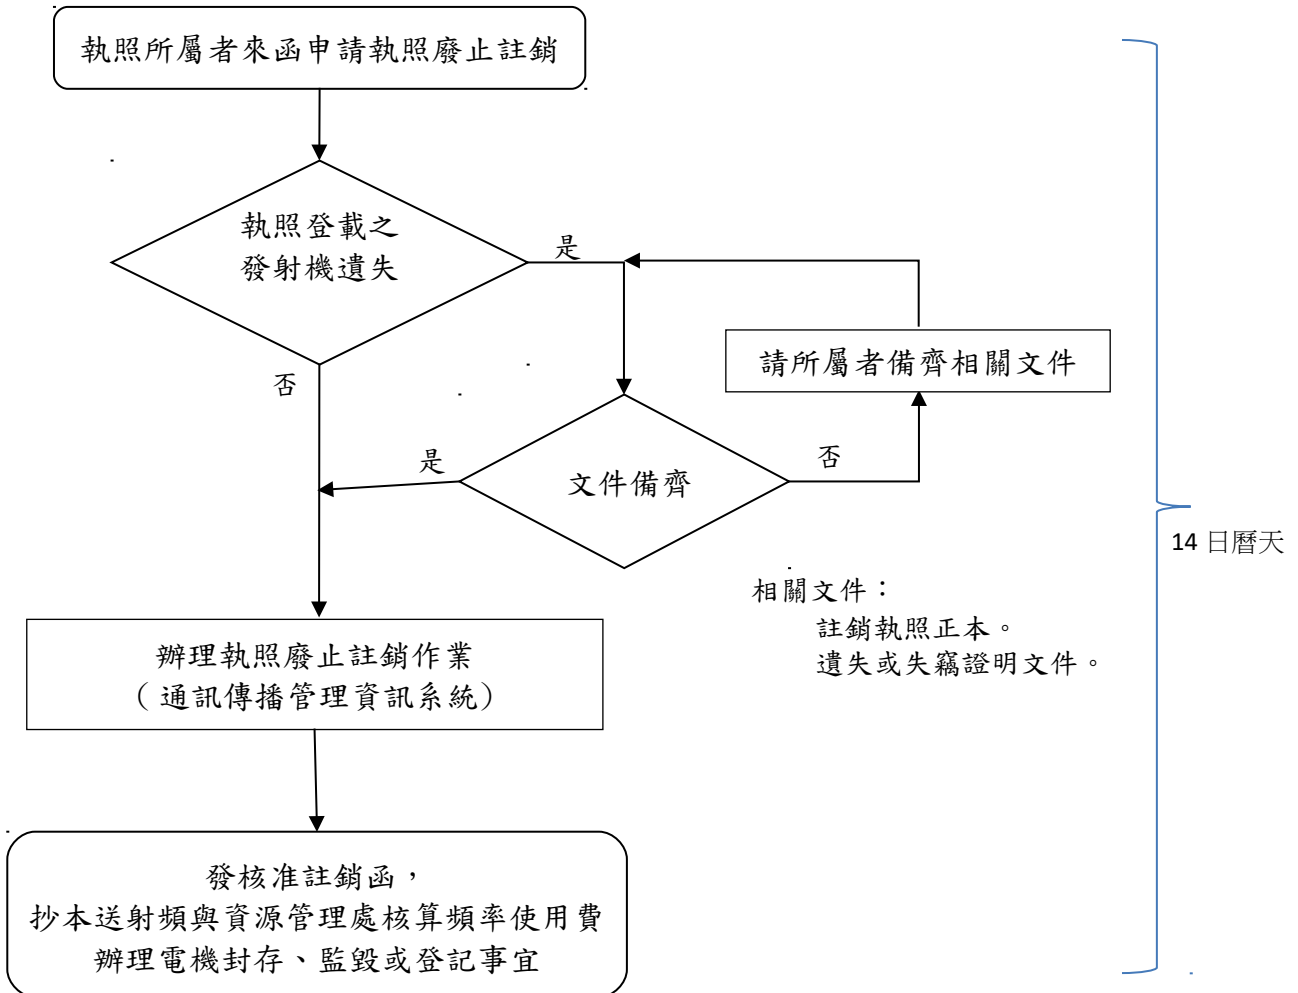 執照所屬者來函申請執照廢止註銷
執照登載之
發射機遺失
是
請所屬者備齊相關文件
否
是
文件備齊
否
14 日曆天
相關文件：
註銷執照正本。
遺失或失竊證明文件。
辦理執照廢止註銷作業
（通訊傳播管理資訊系統）
發核准註銷函，
抄本送射頻與資源管理處核算頻率使用費
辦理電機封存、監毀或登記事宜